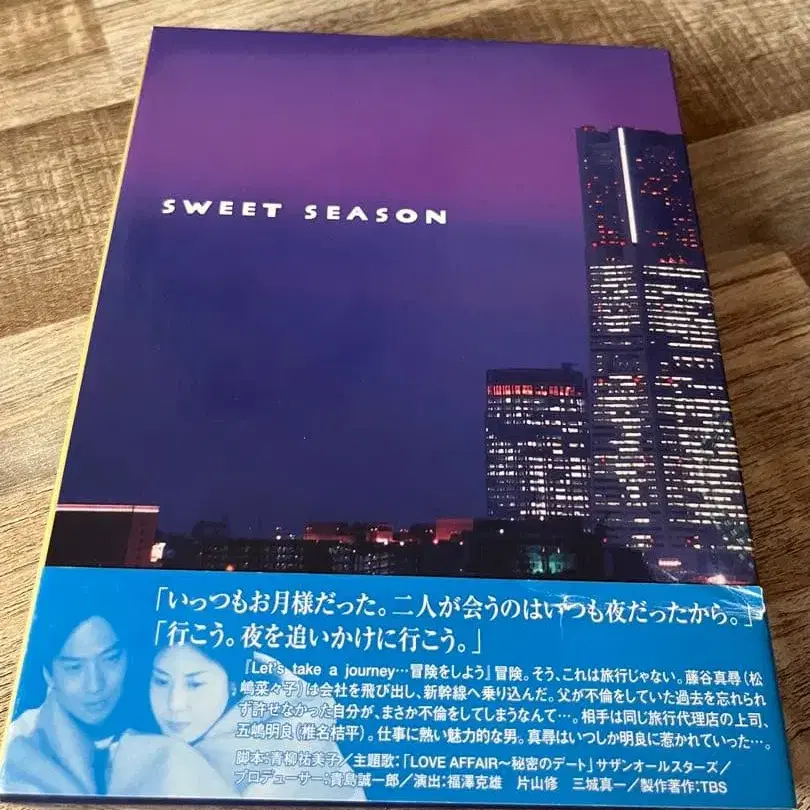 SWEET SEASON
「いっつもお月様だった。二人が会うのはいつも夜だったから。」
「行こう。夜を追いかけに行こう。」
『Let's take a journey…冒険をしよう』冒険。そう、これは旅行じゃない。藤谷真尋(松
嶋菜々子)は会社を飛び出し、新幹線へ乗り込んだ。父が不倫をしていた過去を忘れられ
ず許せなかった自分が、まさか不倫をしてしまうなんて…。相手は同じ旅行代理店の上司、
五嶋明良(椎名桔平)。仕事に熱い魅力的な男。真尋はいつしか明良に惹かれていった…。
脚本:青柳祐美子/主題歌:「LOVE AFFAIR〜秘密のデート」サザンオールスターズ/
プロデューサー:貴島誠一郎/演出:福澤克雄 片山修 三城真一/製作著作:TBS